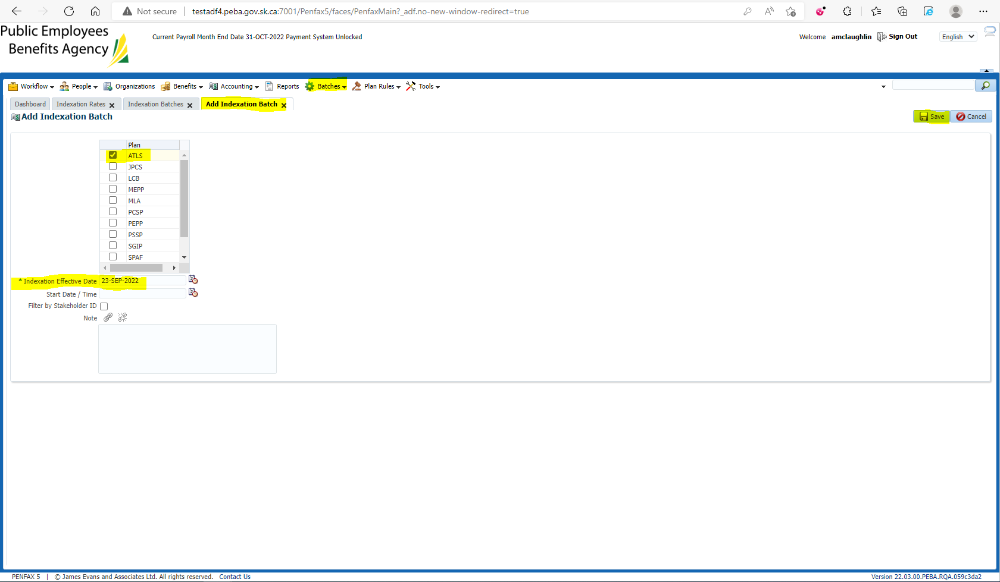 Not secure | testadf4.peba.gov.sk.ca:7001/Penfax5/faces/PenfaxMain?_adf.no-new-window-redirect=true
Public Employees
Benefits Agency
Current Payroll Month End Date 31-OCT-2022 Payment System Unlocked
Welcome amclaughlin Sign Out English
Workflow People Organizations Benefits Accounting Reports Batches Plan Rules Tools
Dashboard Indexation Rates Indexation Batches Add Indexation Batch
Add Indexation Batch
Save Cancel
Plan
ATLS
JPCS
LCB
MEPP
MLA
PCSP
PEPP
PSSP
SGIP
SPAF
* Indexation Effective Date 23-SEP-2022
Start Date / Time
Filter by Stakeholder ID
Note
PENFAX 5 | © James Evans and Associates Ltd. All rights reserved. Contact Us
Version 22.03.00.PEBA.RQA.059c3da2